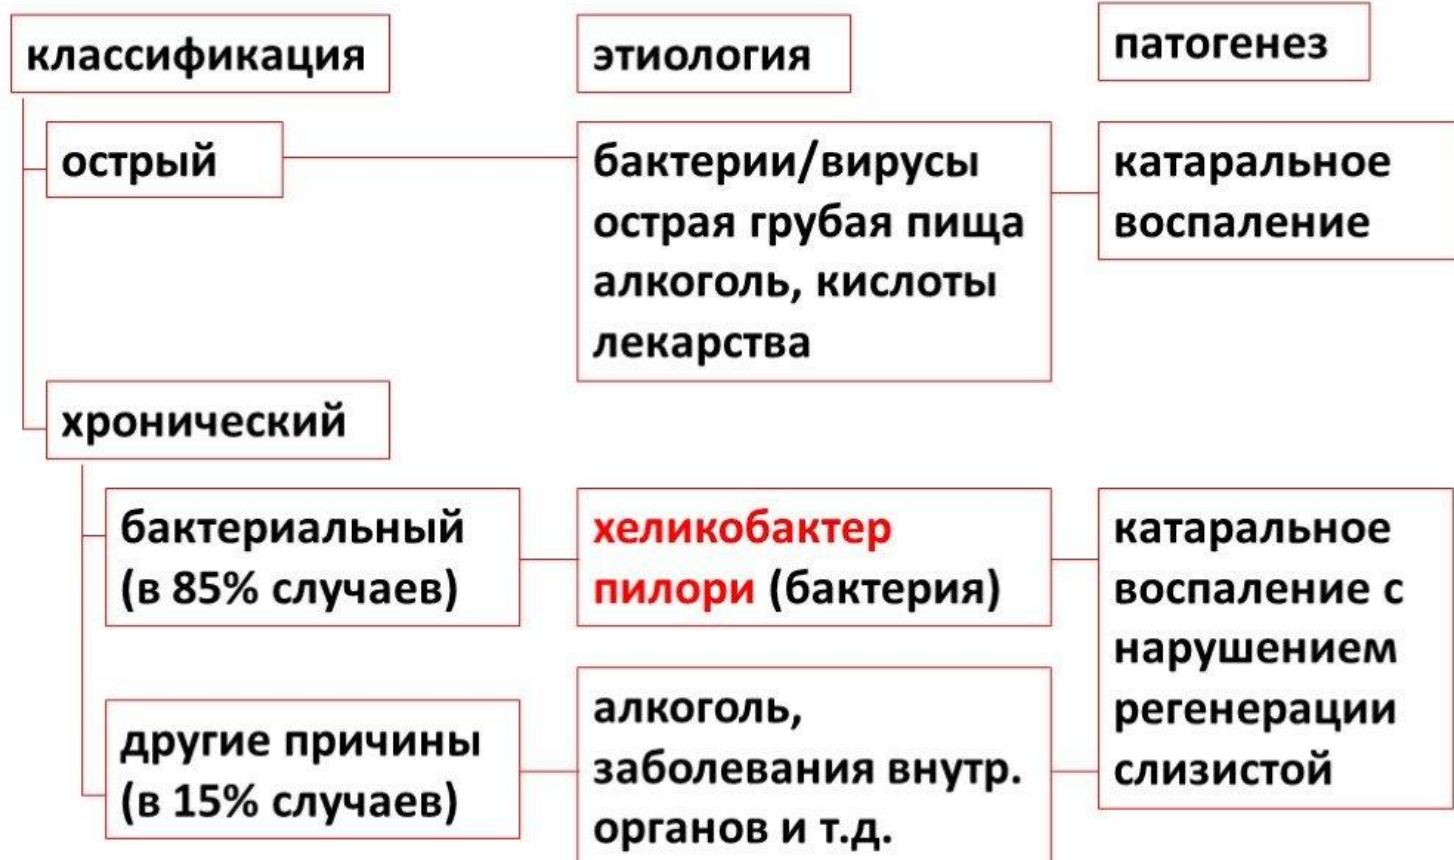 классификация
этиология
патогенез
острый
бактерии/вирусы
острая грубая пища
алкоголь, кислоты
лекарства
катаральное
воспаление
хронический
бактериальный
(в 85% случаев)
хеликобактер
пилори (бактерия)
катаральное
воспаление с
нарушением
регенерации
слизистой
другие причины
(в 15% случаев)
алкоголь,
заболевания внутр.
органов и т.д.